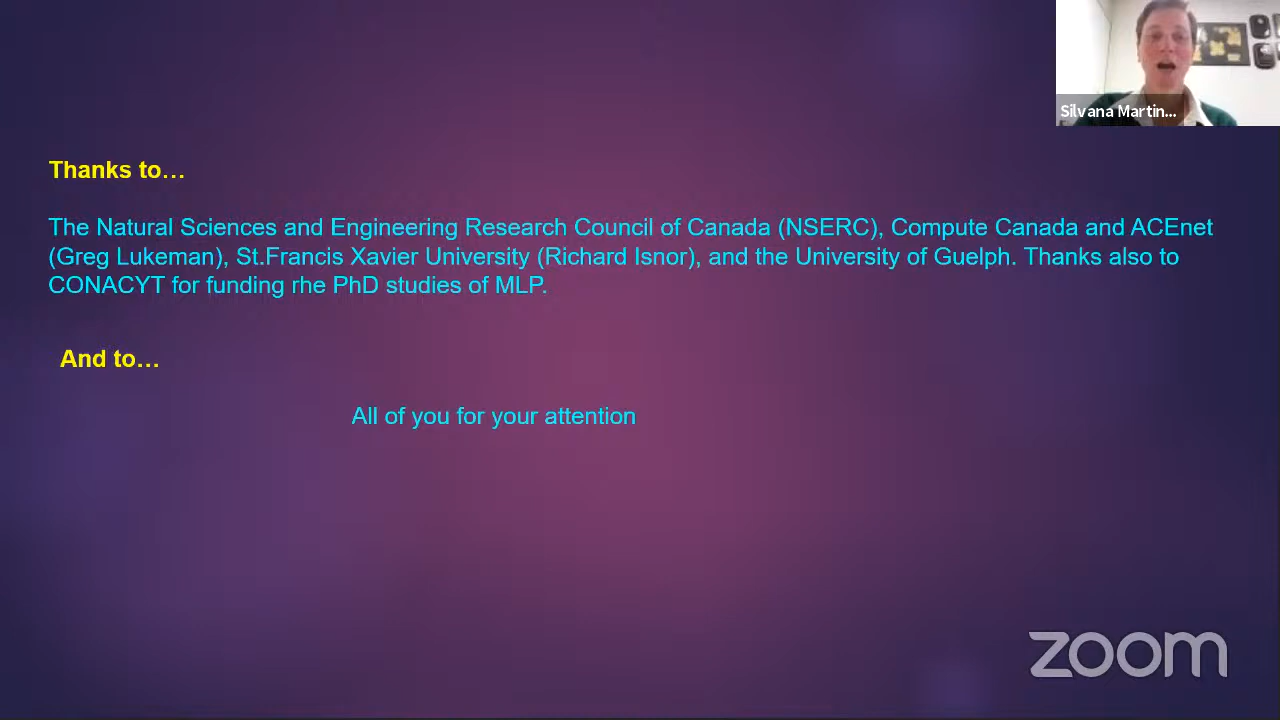 Silvana Martin...
Thanks to…
The Natural Sciences and Engineering Research Council of Canada (NSERC), Compute Canada and ACEnet
(Greg Lukeman), St.Francis Xavier University (Richard Isnor), and the University of Guelph. Thanks also to
CONACYT for funding rhe PhD studies of MLP.
And to…
All of you for your attention
zoom